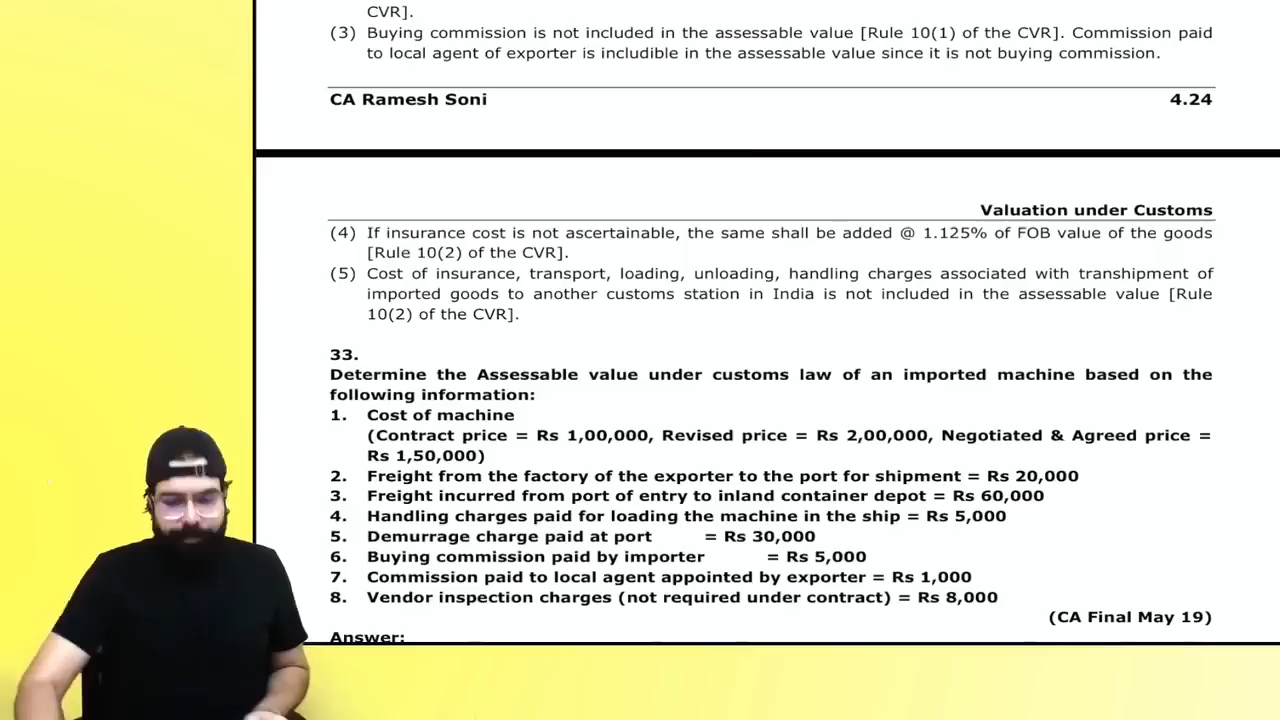 CVR].
(3) Buying commission is not included in the assessable value [Rule 10(1) of the CVR]. Commission paid
to local agent of exporter is includible in the assessable value since it is not buying commission.
CA Ramesh Soni 4.24
Valuation under Customs
(4) If insurance cost is not ascertainable, the same shall be added @ 1.125% of FOB value of the goods
[Rule 10(2) of the CVR].
(5) Cost of insurance, transport, loading, unloading, handling charges associated with transhipment of
imported goods to another customs station in India is not included in the assessable value [Rule
10(2) of the CVR].
33.
Determine the Assessable value under customs law of an imported machine based on the
following information:
1. Cost of machine
(Contract price = Rs 1,00,000, Revised price = Rs 2,00,000, Negotiated & Agreed price =
Rs 1,50,000)
2. Freight from the factory of the exporter to the port for shipment = Rs 20,000
3. Freight incurred from port of entry to inland container depot = Rs 60,000
4. Handling charges paid for loading the machine in the ship = Rs 5,000
5. Demurrage charge paid at port = Rs 30,000
6. Buying commission paid by importer = Rs 5,000
7. Commission paid to local agent appointed by exporter = Rs 1,000
8. Vendor inspection charges (not required under contract) = Rs 8,000
(CA Final May 19)
Answer: